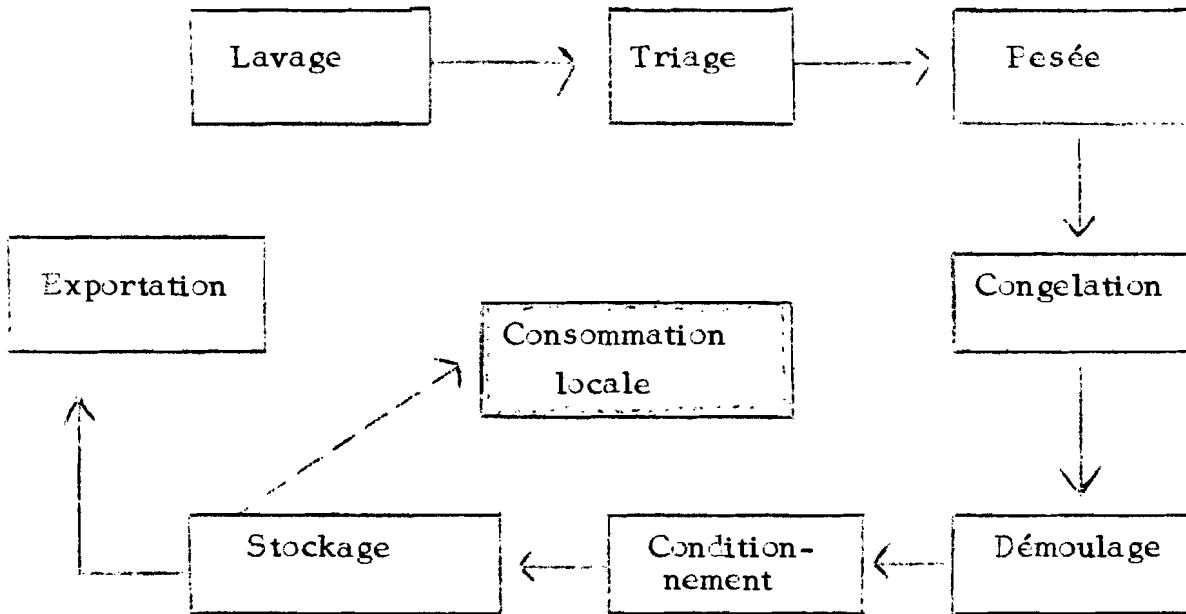 Lavage
Triage
Pesée
Exportation
Congelation
Consommation
locale
Stockage
Condition-
nement
Démoulage